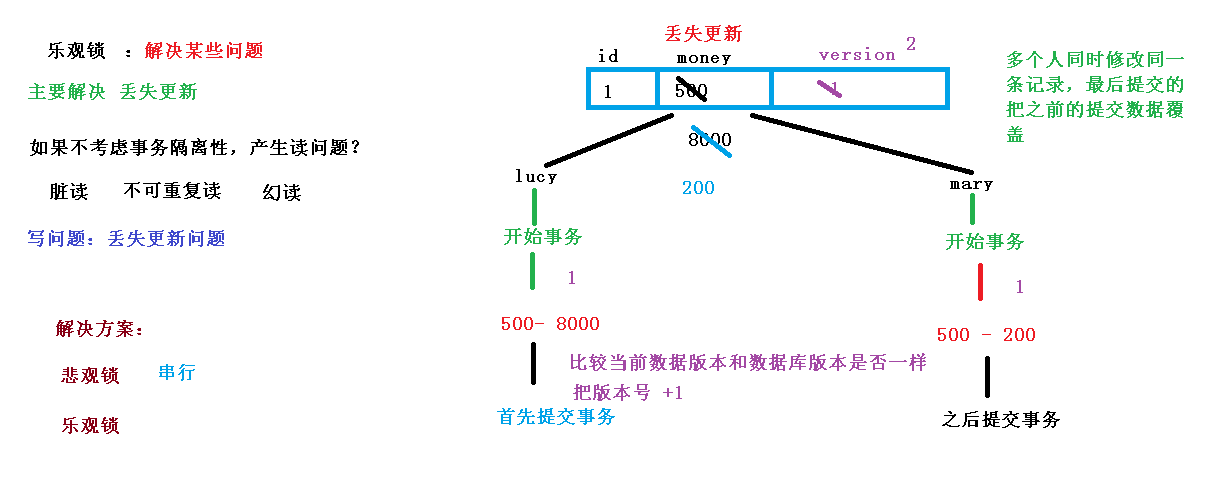 乐观锁 ：解决某些问题
主要解决 丢失更新
如果不考虑事务隔离性，产生读问题？
脏读 不可重复读 幻读
写问题：丢失更新问题
解决方案：
悲观锁 串行
乐观锁
丢失更新
id money version 2
1 500 1
8000
200
lucy
开始事务
1
500- 8000
首先提交事务
比较当前数据版本和数据库版本是否一样
把版本号 +1
mary
开始事务
1
500 - 200
之后提交事务
多个人同时修改同一
条记录，最后提交的
把之前的提交数据覆
盖